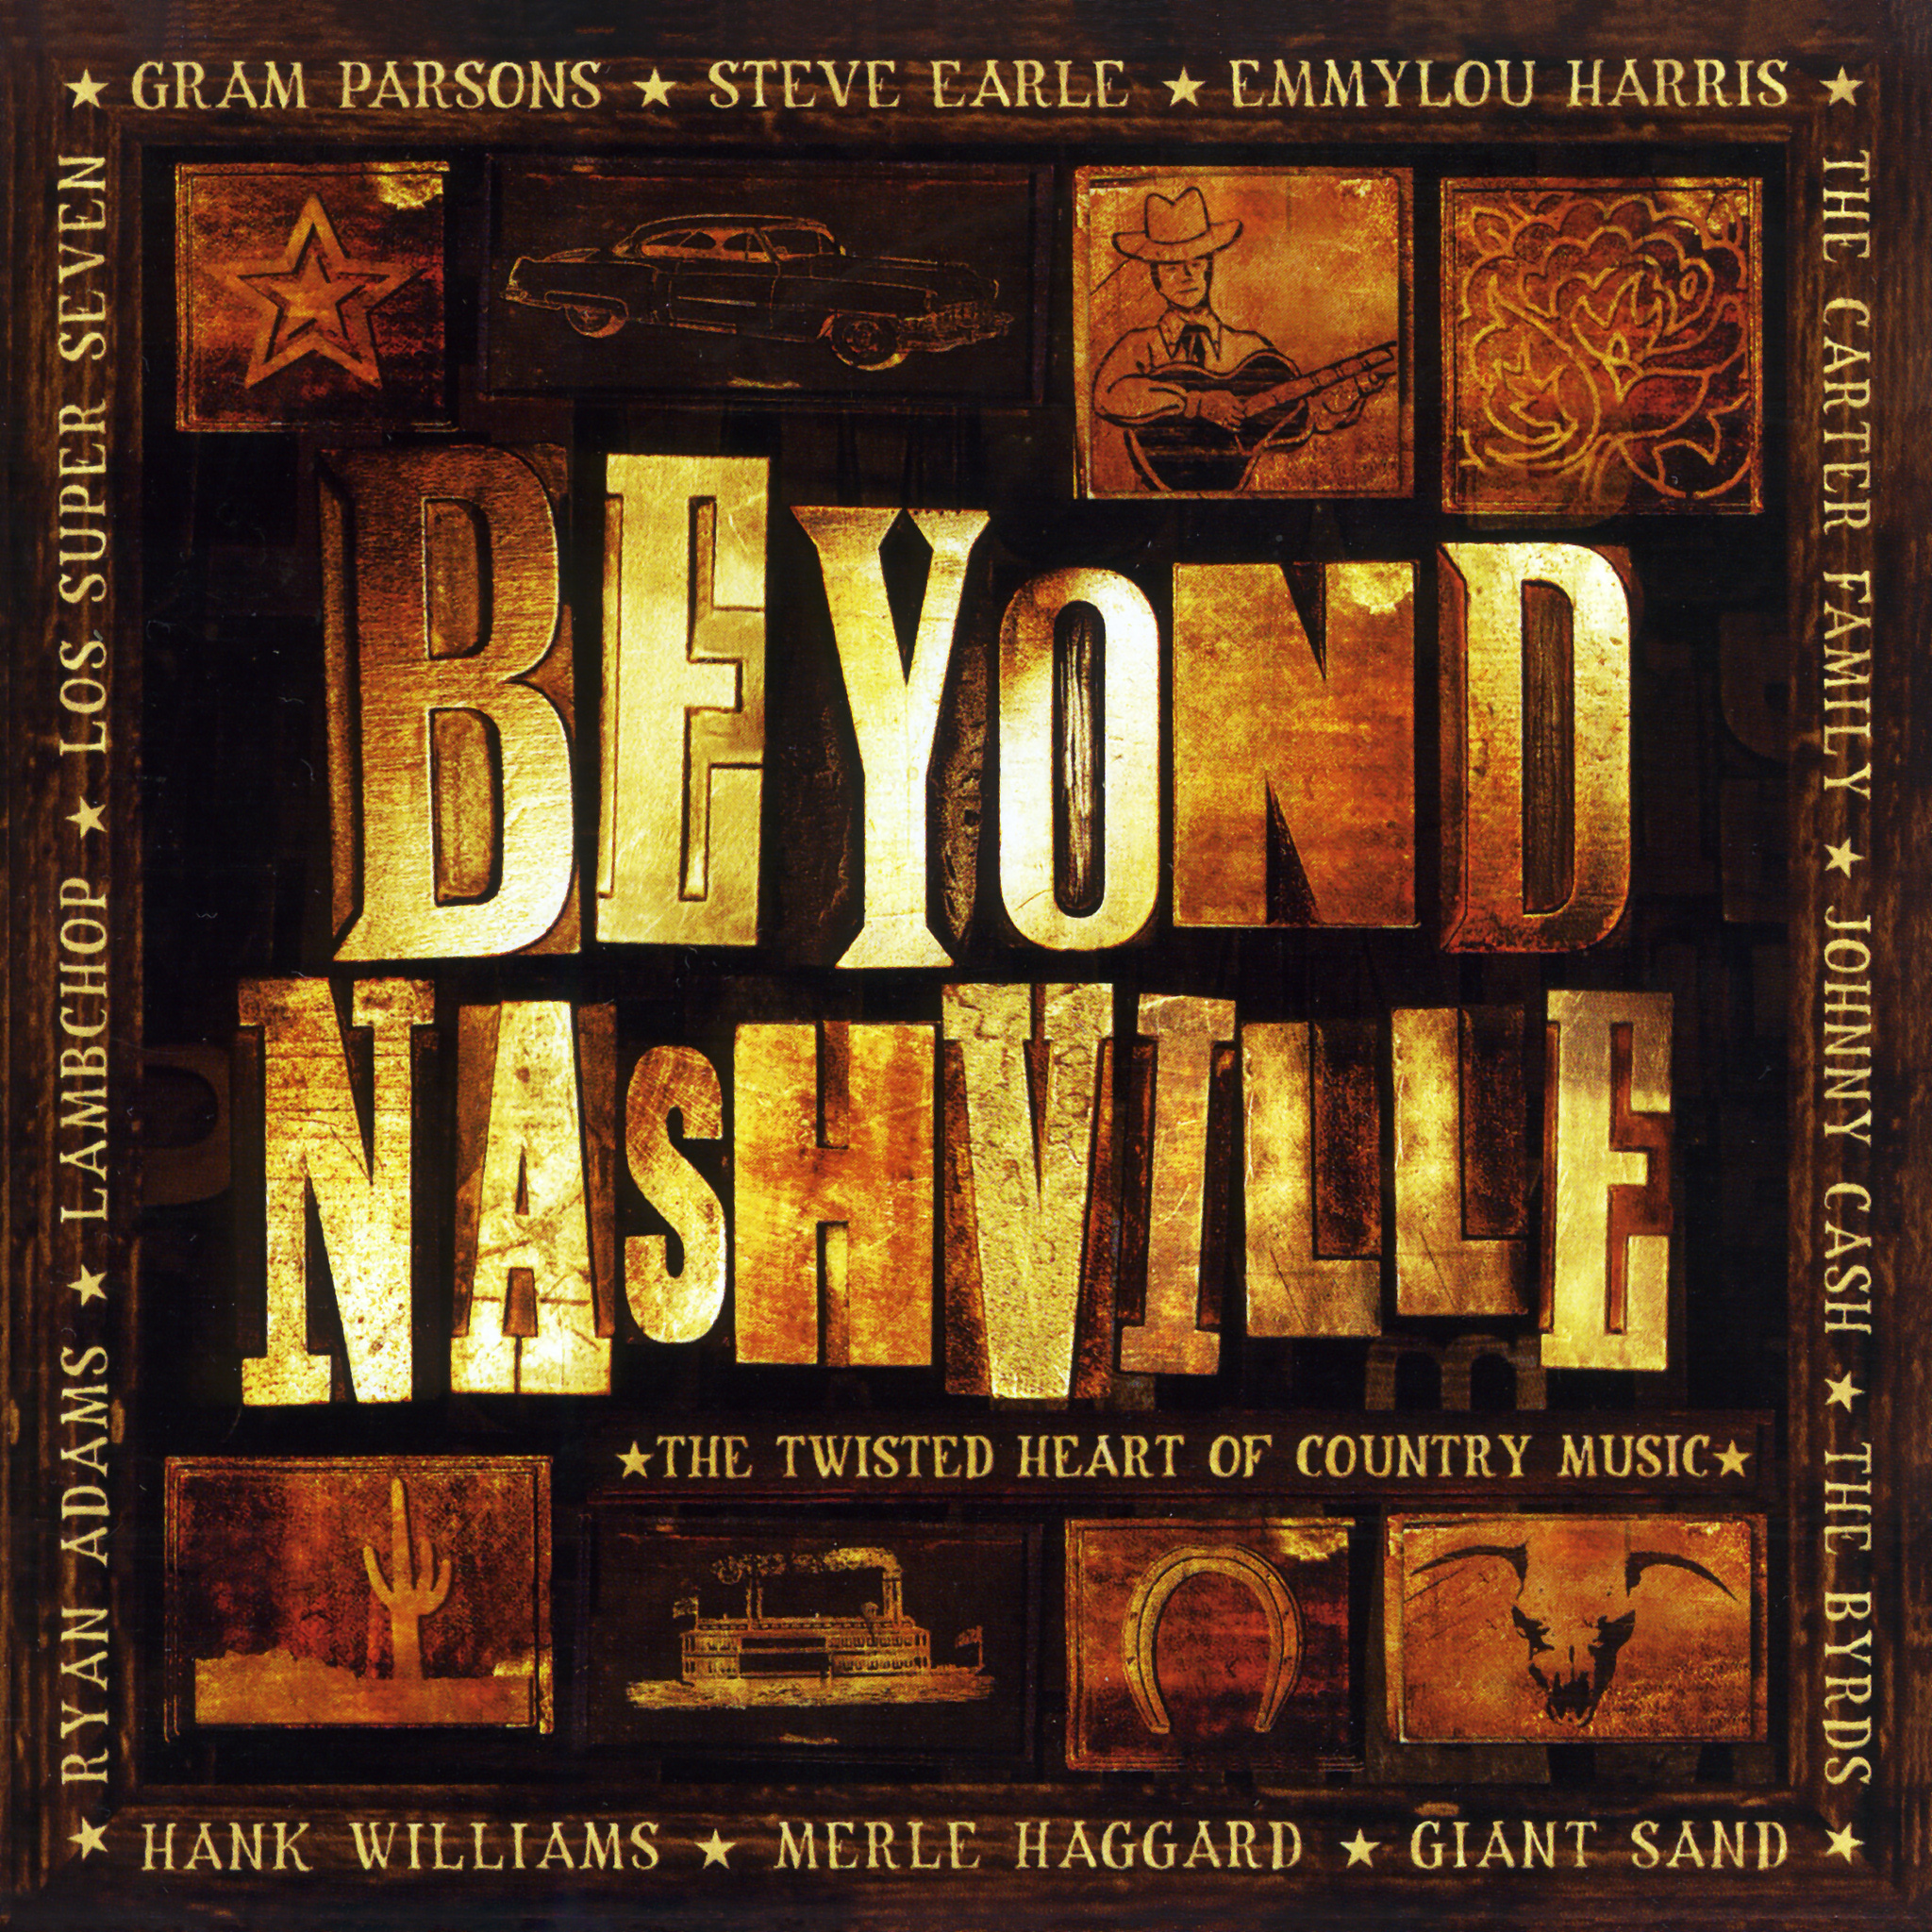 ★ GRAM PARSONS ★ STEVE EARLE ★ EMMYLOU HARRIS ★
THE CARTER FAMILY ★ JOHNNY CASH ★ THE BYRDS
BEYOND
NASHVILLE
★THE TWISTED HEART OF COUNTRY MUSIC★
★ RYAN ADAMS ★ LAMBCHOP ★ LOS SUPER SEVEN
HANK WILLIAMS ★ MERLE HAGGARD ★ GIANT SAND ★